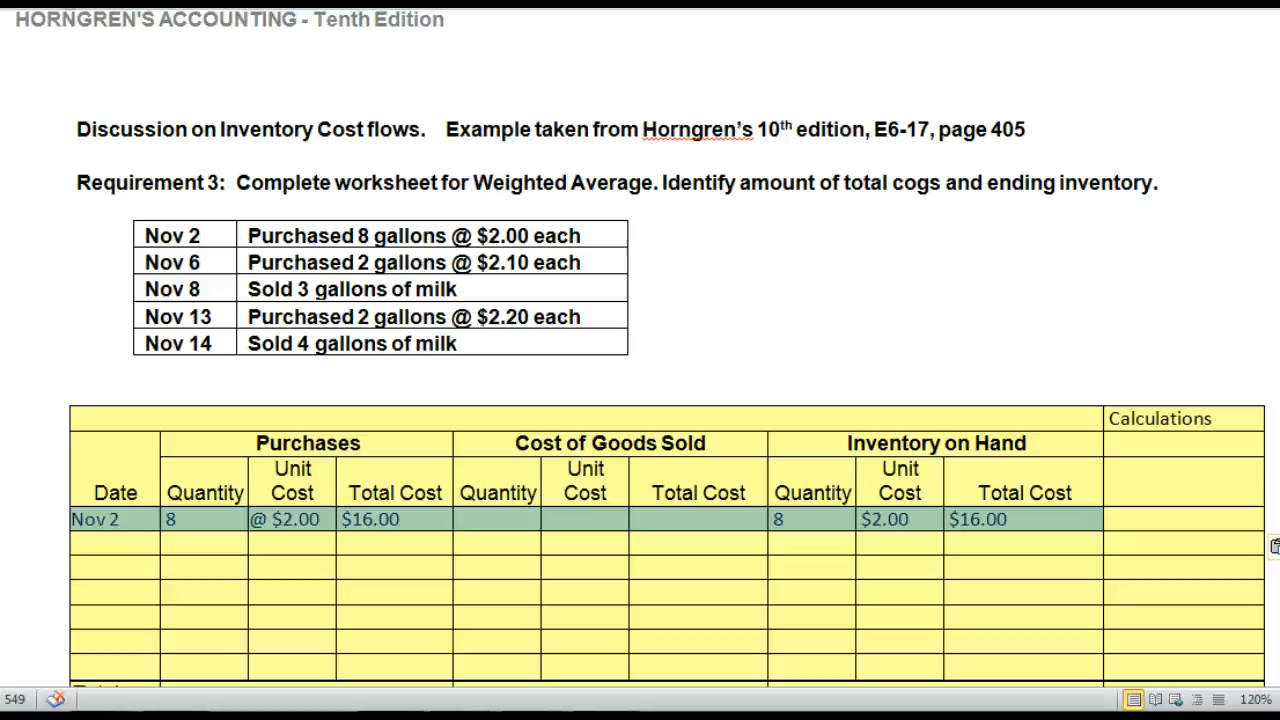 HORNGREN'S ACCOUNTING - Tenth Edition
Discussion on Inventory Cost flows. Example taken from Horngren's 10th edition, E6-17, page 405
Requirement 3: Complete worksheet for Weighted Average. Identify amount of total cogs and ending inventory.
Nov 2 Purchased 8 gallons @ $2.00 each
Nov 6 Purchased 2 gallons @ $2.10 each
Nov 8 Sold 3 gallons of milk
Nov 13 Purchased 2 gallons @ $2.20 each
Nov 14 Sold 4 gallons of milk
Calculations
Purchases Cost of Goods Sold Inventory on Hand
Unit Unit Unit
Date Quantity Cost Total Cost Quantity Cost Total Cost Quantity Cost Total Cost
Nov 2 8 @ $2.00 $16.00 8 $2.00 $16.00
549 120%